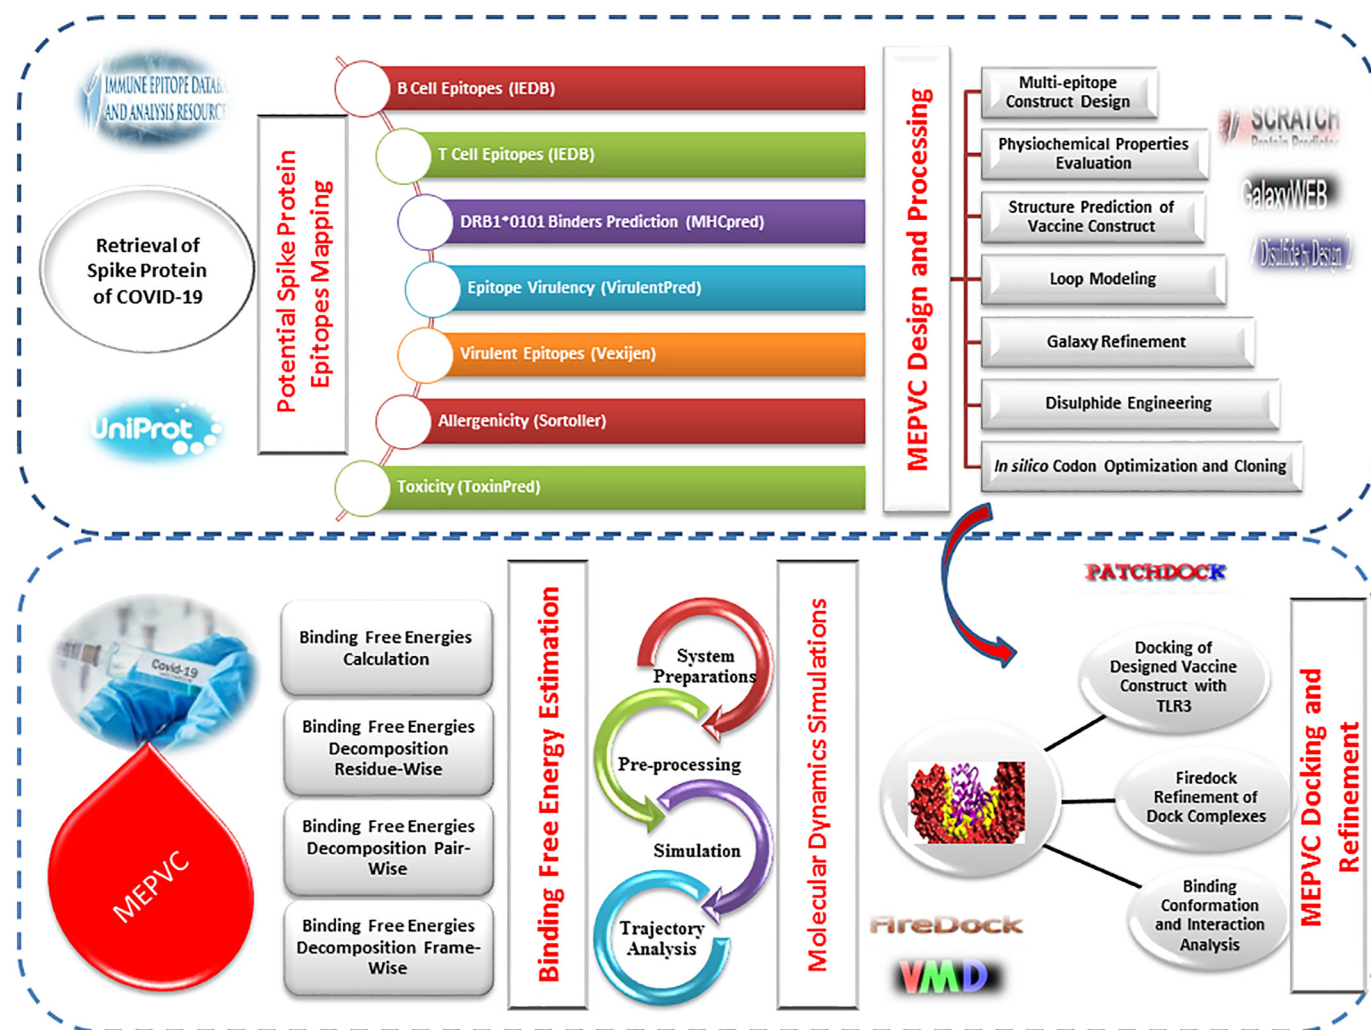 IMMUNE EPITOPE DATAB
AND ANALYSIS RESOURC
Retrieval of
Spike Protein
of COVID-19
UniProt
Potential Spike Protein
Epitopes Mapping
B Cell Epitopes (IEDB)
T Cell Epitopes (IEDB)
DRB1*0101 Binders Prediction (MHCpred)
Epitope Virulency (VirulentPred)
Virulent Epitopes (Vexijen)
Allergenicity (Sortoller)
Toxicity (ToxinPred)
MEPVC Design and Processing
Multi-epitope
Construct Design
Physiochemical Properties
Evaluation
Structure Prediction of
Vaccine Construct
Loop Modeling
Galaxy Refinement
Disulphide Engineering
In silico Codon Optimization and Cloning
SCRATCH
Protein Predictor
GalaxyWEB
Disulfide by Design 2
PATCHDOCK
Docking of
Designed Vaccine
Construct with
TLR3
Firedock
Refinement of
Dock Complexes
Binding
Conformation
and Interaction
Analysis
MEPVC Docking and
Refinement
FireDock
VMD
Molecular Dynamics Simulations
System
Preparations
Pre-processing
Simulation
Trajectory
Analysis
Binding Free Energy Estimation
Binding Free Energies
Calculation
Binding Free Energies
Decomposition
Residue-Wise
Binding Free Energies
Decomposition Pair-
Wise
Binding Free Energies
Decomposition Frame-
Wise
Covid-19
MEPVC